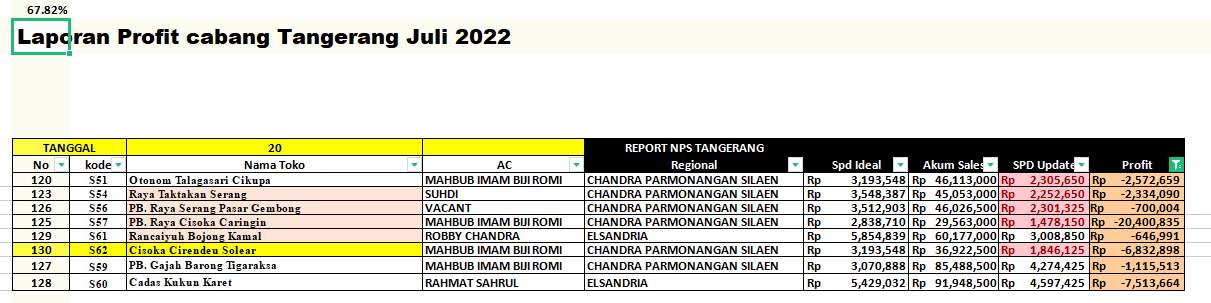 67.82%
Laporan Profit cabang Tangerang Juli 2022
TANGGAL 20 REPORT NPS TANGERANG
No kode Nama Toko AC Regional Spd Ideal Akum Sales SPD Update Profit
120 S51 Otonom Talagasari Cikupa MAHBUB IMAM BIJI ROMI CHANDRA PARMONANGAN SILAEN Rp 3,193,548 Rp 46,113,000 Rp 2,305,650 Rp -2,572,659
123 S54 Raya Taktakan Serang SUHDI CHANDRA PARMONANGAN SILAEN Rp 3,548,387 Rp 45,053,000 Rp 2,252,650 Rp -2,334,090
126 S56 PB. Raya Serang Pasar Gembong VACANT CHANDRA PARMONANGAN SILAEN Rp 3,512,903 Rp 46,026,500 Rp 2,301,325 Rp -700,004
125 S57 PB. Raya Cisoka Caringin MAHBUB IMAM BIJI ROMI CHANDRA PARMONANGAN SILAEN Rp 2,838,710 Rp 29,563,000 Rp 1,478,150 Rp -20,400,835
129 S61 Rancaiyuh Bojong Kamal ROBBY CHANDRA ELSANDRIA Rp 5,854,839 Rp 60,177,000 Rp 3,008,850 Rp -646,991
130 S62 Cisoka Cirenden Solear MAHBUB IMAM BIJI ROMI CHANDRA PARMONANGAN SILAEN Rp 3,193,548 Rp 36,922,500 Rp 1,846,125 Rp -6,832,898
127 S59 PB. Gajah Barong Tigaraksa MAHBUB IMAM BIJI ROMI CHANDRA PARMONANGAN SILAEN Rp 3,070,888 Rp 85,488,500 Rp 4,274,425 Rp -1,115,513
128 S60 Cadas Kukun Karet RAHMAT SAHRUL ELSANDRIA Rp 5,429,032 Rp 91,948,500 Rp 4,597,425 Rp -7,513,664